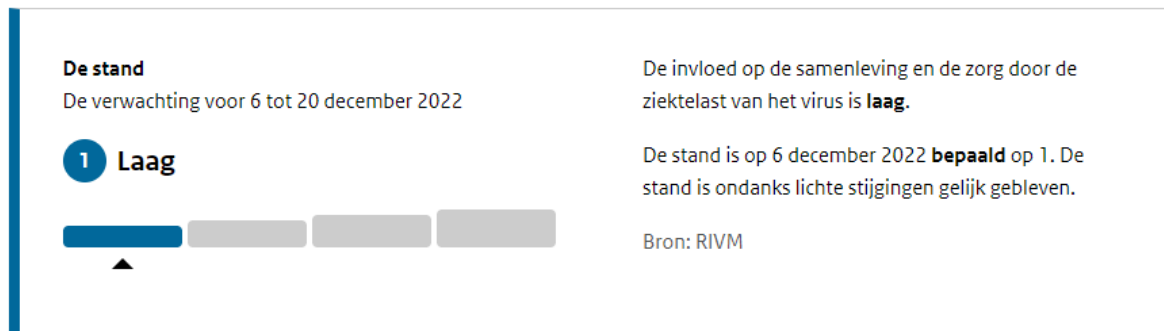 De stand
De verwachting voor 6 tot 20 december 2022
1 Laag
De invloed op de samenleving en de zorg door de
ziektelast van het virus is laag.
De stand is op 6 december 2022 bepaald op 1. De
stand is ondanks lichte stijgingen gelijk gebleven.
Bron: RIVM